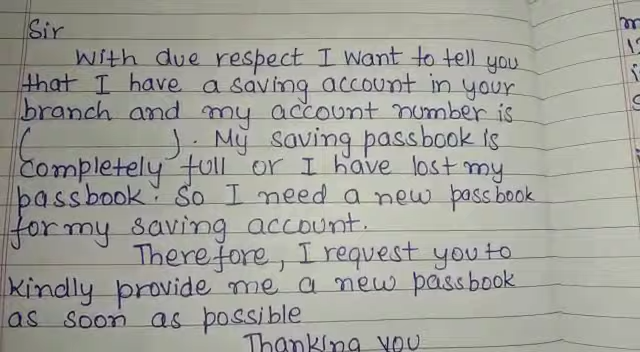 Sir
With due respect I want to tell you
that I have a saving account in your
branch and my account number is
( ). My saving passbook is
completely full or I have lost my
passbook. So I need a new passbook
for my saving account.
Therefore, I request you to
kindly provide me a new passbook
as soon as possible
Thanking you